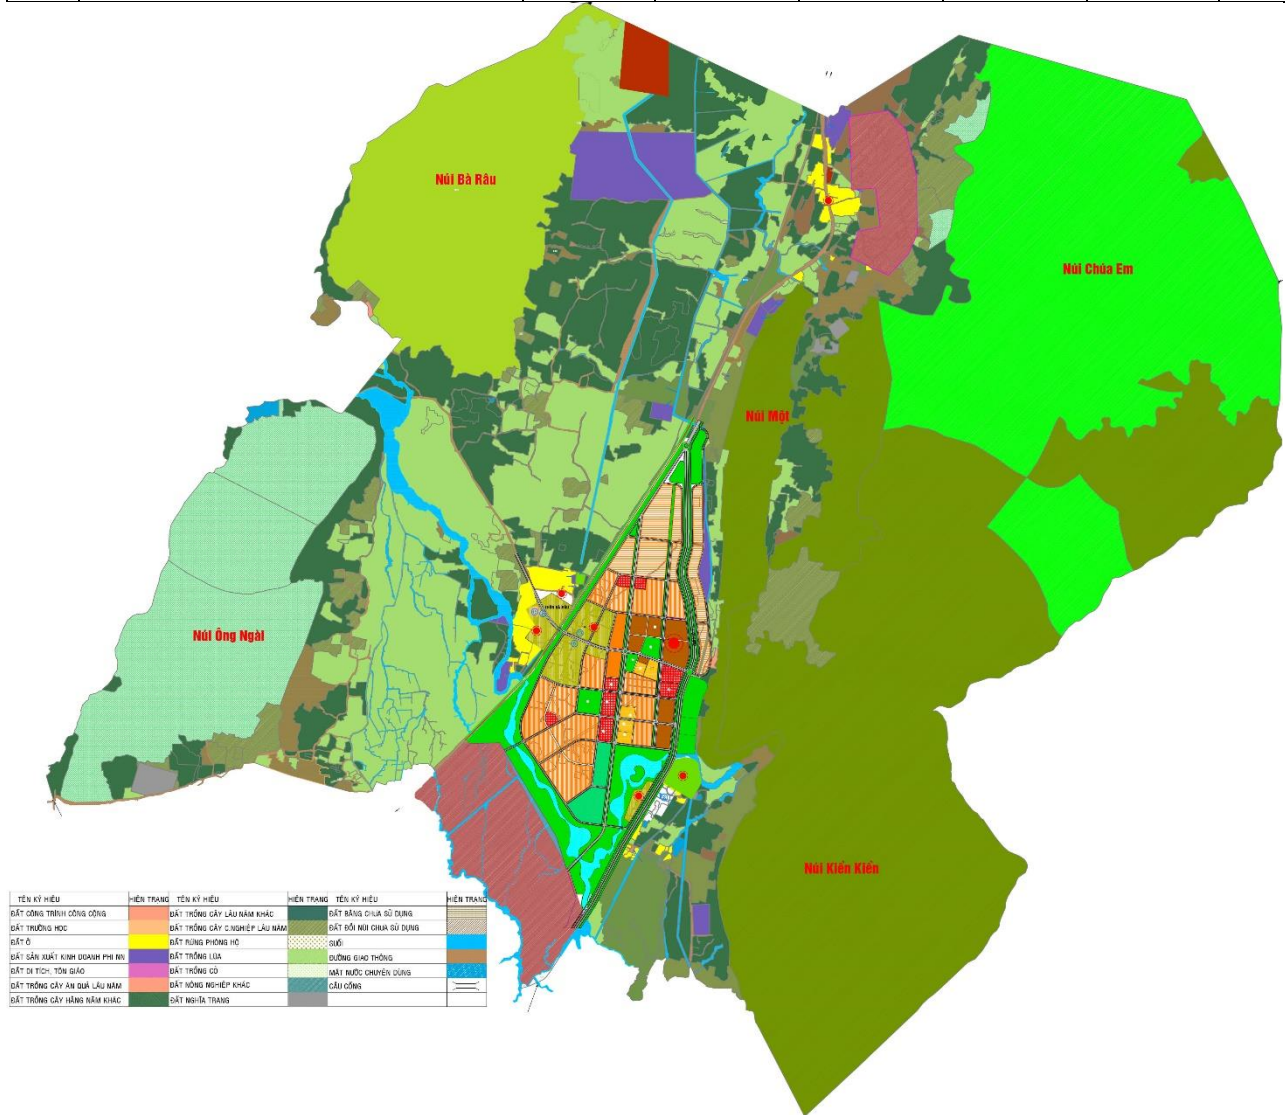 Núi Bà Râu
Núi Chúa Em
Núi Một
Núi Ông Ngài
Núi Kiền Kiền
TÊN KÝ HIỆU HIỆN TRẠNG TÊN KÝ HIỆU HIỆN TRẠNG TÊN KÝ HIỆU HIỆN TRẠNG
ĐẤT CÔNG TRÌNH CÔNG CỘNG ĐẤT TRỒNG CÂY LÂU NĂM KHÁC ĐẤT BẰNG CHƯA SỬ DỤNG
ĐẤT TRƯỜNG HỌC ĐẤT TRỒNG CÂY C.NGHIỆP LÂU NĂM ĐẤT ĐỒI NÚI CHƯA SỬ DỤNG
ĐẤT Ở ĐẤT RỪNG PHÒNG HỘ SUỐI
ĐẤT SẢN XUẤT KINH DOANH PHI NN ĐẤT TRỒNG LÚA ĐƯỜNG GIAO THÔNG
ĐẤT DI TÍCH, TÔN GIÁO ĐẤT TRỒNG CỎ MẶT NƯỚC CHUYÊN DÙNG
ĐẤT TRỒNG CÂY ĂN QUẢ LÂU NĂM ĐẤT NÔNG NGHIỆP KHÁC CẦU CỐNG
ĐẤT TRỒNG CÂY HÀNG NĂM KHÁC ĐẤT NGHĨA TRANG